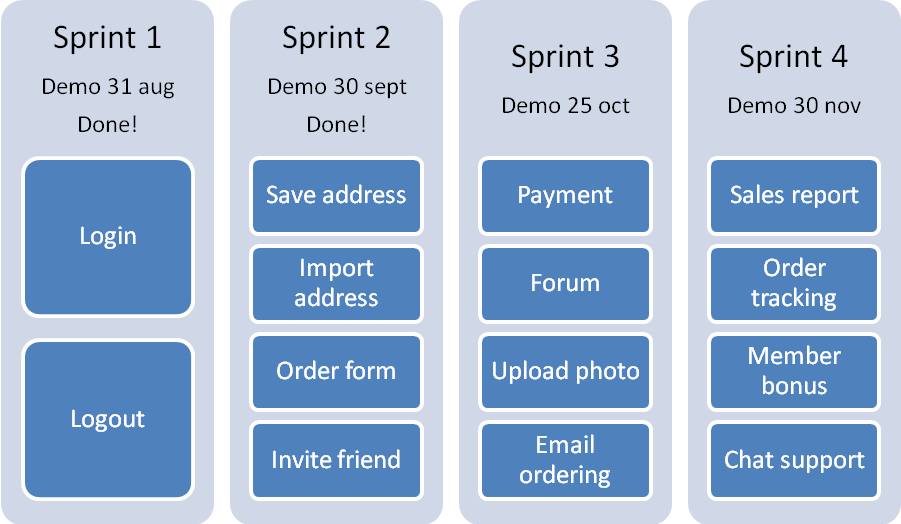 Sprint 1
Demo 31 aug
Done!
Login
Logout
Sprint 2
Demo 30 sept
Done!
Save address
Import
address
Order form
Invite friend
Sprint 3
Demo 25 oct
Payment
Forum
Upload photo
Email
ordering
Sprint 4
Demo 30 nov
Sales report
Order
tracking
Member
bonus
Chat support